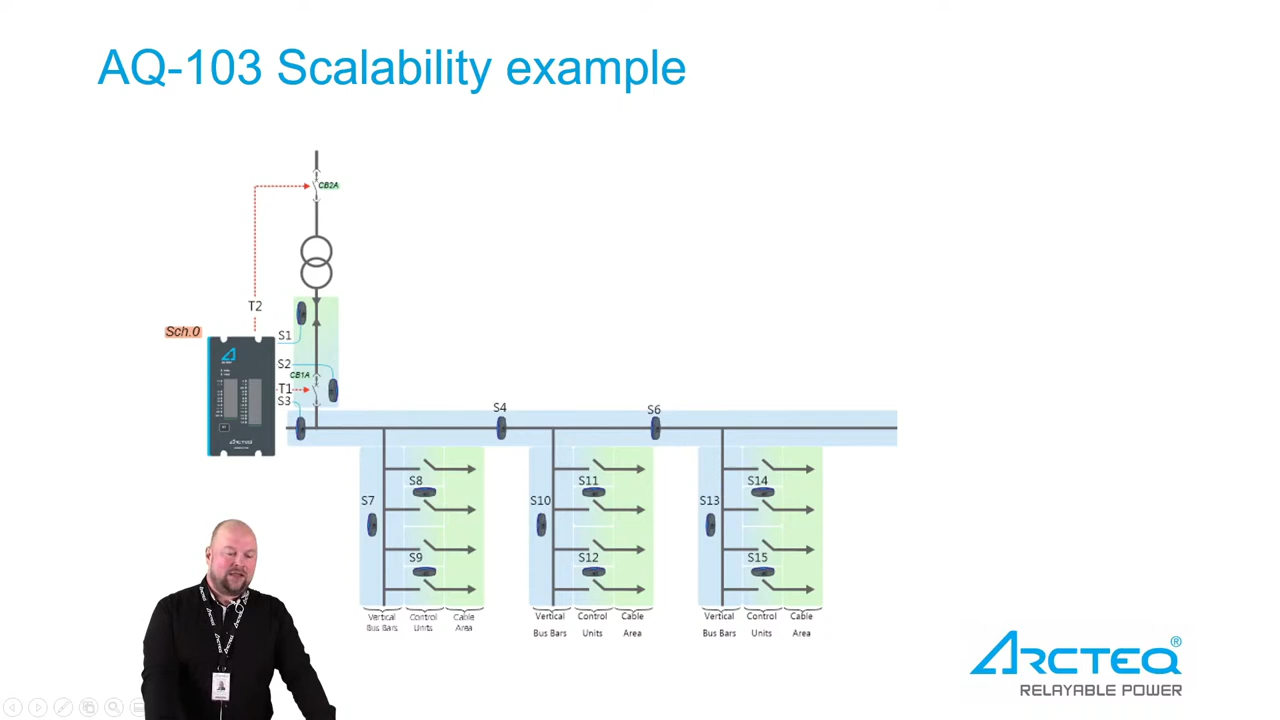 AQ-103 Scalability example
CB2A
T2
Sch.0
S1
S2
CB1A
T1
S3
S4
S6
S7
S8
S9
S10
S11
S12
S13
S14
S15
Vertical
Bus Bars
Control
Units
Cable
Area
Vertical
Bus Bars
Control
Units
Cable
Area
Vertical
Bus Bars
Control
Units
Cable
Area
ARCTEQ®
RELAYABLE POWER